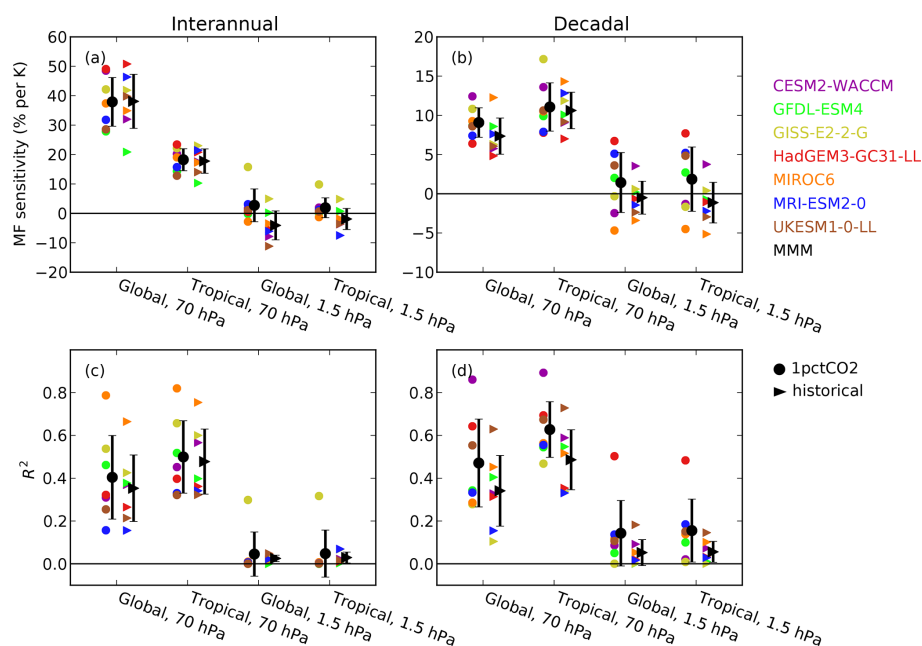 Interannual
Decadal
(a)
MF sensitivity (% per K)
60
50
40
30
20
10
0
−10
−20
Global, 70 hPa
Tropical, 70 hPa
Global, 1.5 hPa
Tropical, 1.5 hPa
(b)
20
15
10
5
0
−5
−10
Global, 70 hPa
Tropical, 70 hPa
Global, 1.5 hPa
Tropical, 1.5 hPa
CESM2-WACCM
GFDL-ESM4
GISS-E2-2-G
HadGEM3-GC31-LL
MIROC6
MRI-ESM2-0
UKESM1-0-LL
MMM
(c)
R²
0.8
0.6
0.4
0.2
0.0
Global, 70 hPa
Tropical, 70 hPa
Global, 1.5 hPa
Tropical, 1.5 hPa
(d)
0.8
0.6
0.4
0.2
0.0
Global, 70 hPa
Tropical, 70 hPa
Global, 1.5 hPa
Tropical, 1.5 hPa
1pctCO2
historical